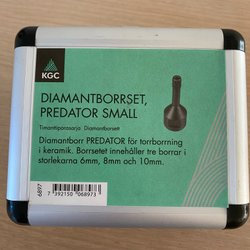 KGC
DIAMANTBORRSET,
PREDATOR SMALL
Timanttiporasarja Diamantborsett
Diamantborr PREDATOR för torrborrning
i keramik. Borrsetet innehåller tre borrar i
storlekarna 6mm, 8mm och 10mm.
6897
7 392150 068973